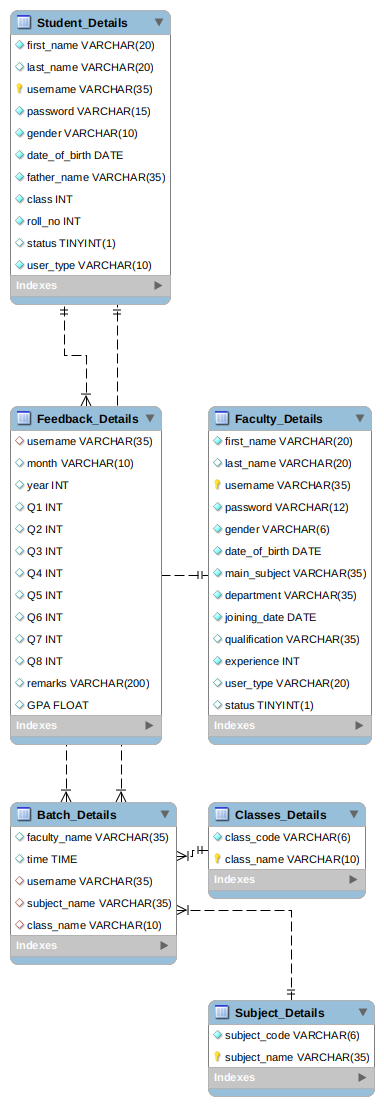 Student_Details
first_name VARCHAR(20)
last_name VARCHAR(20)
username VARCHAR(35)
password VARCHAR(15)
gender VARCHAR(10)
date_of_birth DATE
father_name VARCHAR(35)
class INT
roll_no INT
status TINYINT(1)
user_type VARCHAR(10)
Indexes
Feedback_Details
username VARCHAR(35)
month VARCHAR(10)
year INT
Q1 INT
Q2 INT
Q3 INT
Q4 INT
Q5 INT
Q6 INT
Q7 INT
Q8 INT
remarks VARCHAR(200)
GPA FLOAT
Indexes
Faculty_Details
first_name VARCHAR(20)
last_name VARCHAR(20)
username VARCHAR(35)
password VARCHAR(12)
gender VARCHAR(6)
date_of_birth DATE
main_subject VARCHAR(35)
department VARCHAR(35)
joining_date DATE
qualification VARCHAR(35)
experience INT
user_type VARCHAR(20)
status TINYINT(1)
Indexes
Batch_Details
faculty_name VARCHAR(35)
time TIME
username VARCHAR(35)
subject_name VARCHAR(35)
class_name VARCHAR(10)
Indexes
Classes_Details
class_code VARCHAR(6)
class_name VARCHAR(10)
Indexes
Subject_Details
subject_code VARCHAR(6)
subject_name VARCHAR(35)
Indexes